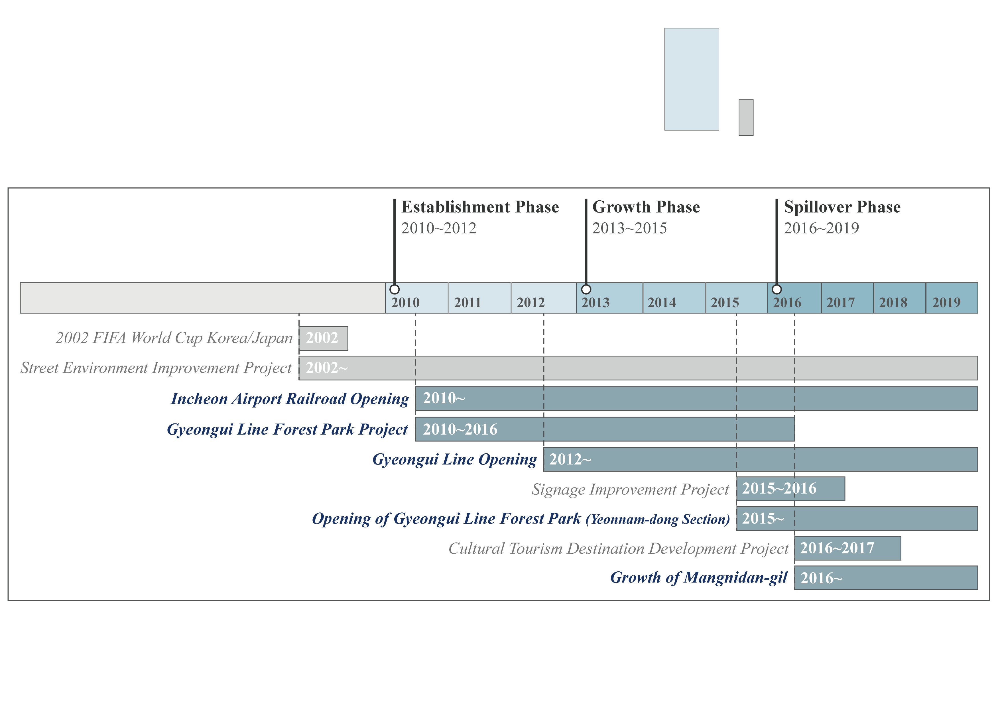 Establishment Phase
2010~2012
Growth Phase
2013~2015
Spillover Phase
2016~2019
2010 2011 2012 2013 2014 2015 2016 2017 2018 2019
2002 FIFA World Cup Korea/Japan 2002
Street Environment Improvement Project 2002~
Incheon Airport Railroad Opening 2010~
Gyeongui Line Forest Park Project 2010~2016
Gyeongui Line Opening 2012~
Signage Improvement Project 2015~2016
Opening of Gyeongui Line Forest Park (Yeonnam-dong Section) 2015~
Cultural Tourism Destination Development Project 2016~2017
Growth of Mangnidan-gil 2016~